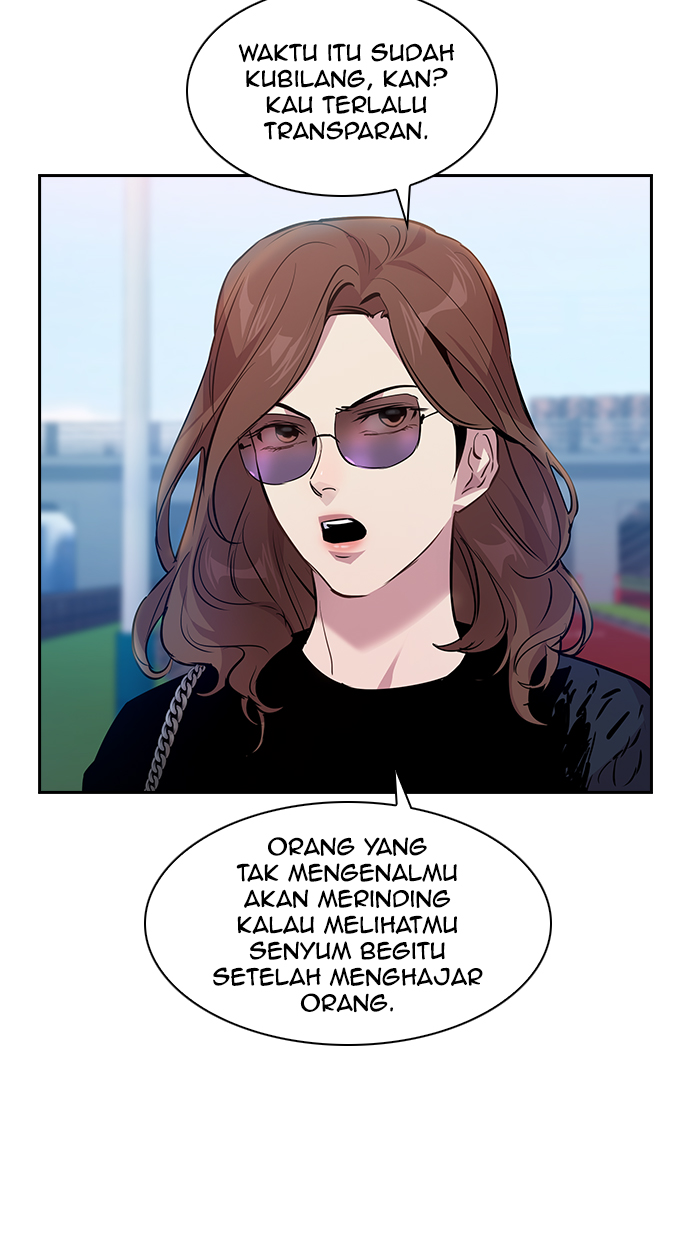 WAKTU ITU SUDAH
KUBILANG, KAN?
KAU TERLALU
TRANSPARAN.
ORANG YANG
TAK MENGENALMU
AKAN MERINDING
KALAU MELIHATMU
SENYUM BEGITU
SETELAH MENGHAJAR
ORANG.